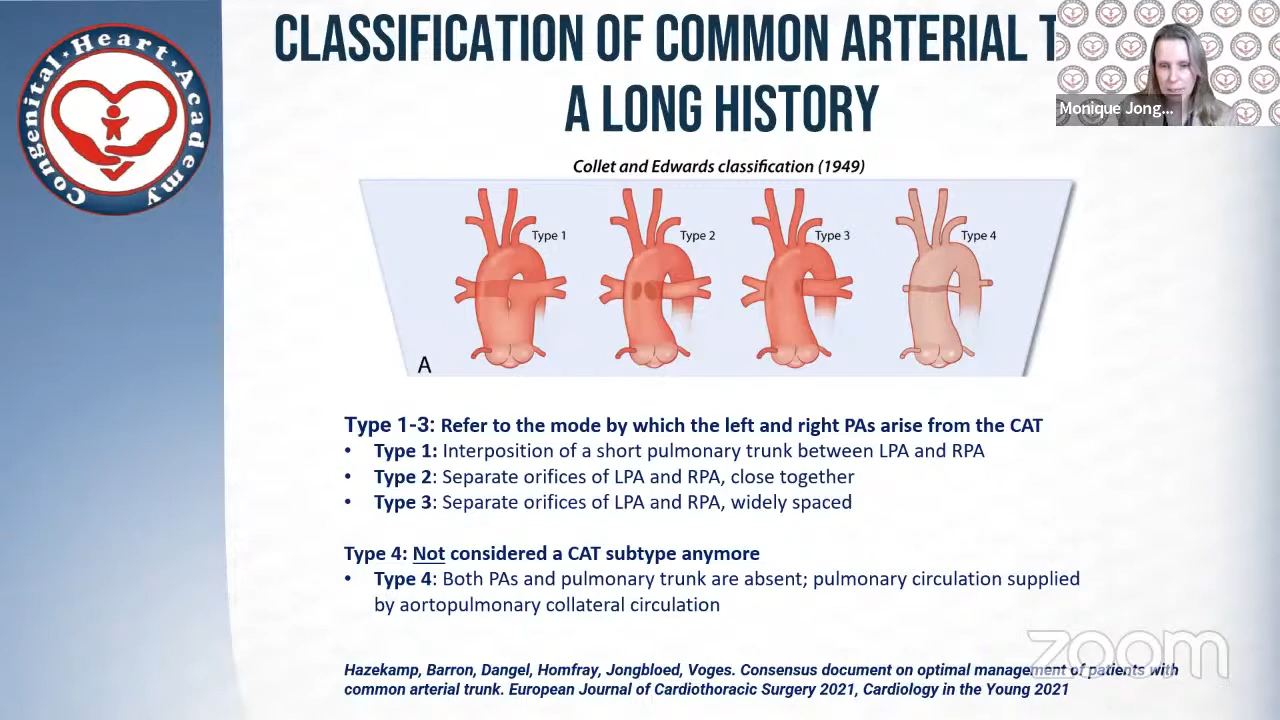 CLASSIFICATION OF COMMON ARTERIAL
A LONG HISTORY
Congenital Heart Academy
Monique Jong...
Collet and Edwards classification (1949)
Type 1
Type 2
Type 3
Type 4
A
Type 1-3: Refer to the mode by which the left and right PAs arise from the CAT
• Type 1: Interposition of a short pulmonary trunk between LPA and RPA
• Type 2: Separate orifices of LPA and RPA, close together
• Type 3: Separate orifices of LPA and RPA, widely spaced
Type 4: Not considered a CAT subtype anymore
• Type 4: Both PAs and pulmonary trunk are absent; pulmonary circulation supplied
by aortopulmonary collateral circulation
zoom
Hazekamp, Barron, Dangel, Homfray, Jongbloed, Voges. Consensus document on optimal management of patients with
common arterial trunk. European Journal of Cardiothoracic Surgery 2021, Cardiology in the Young 2021